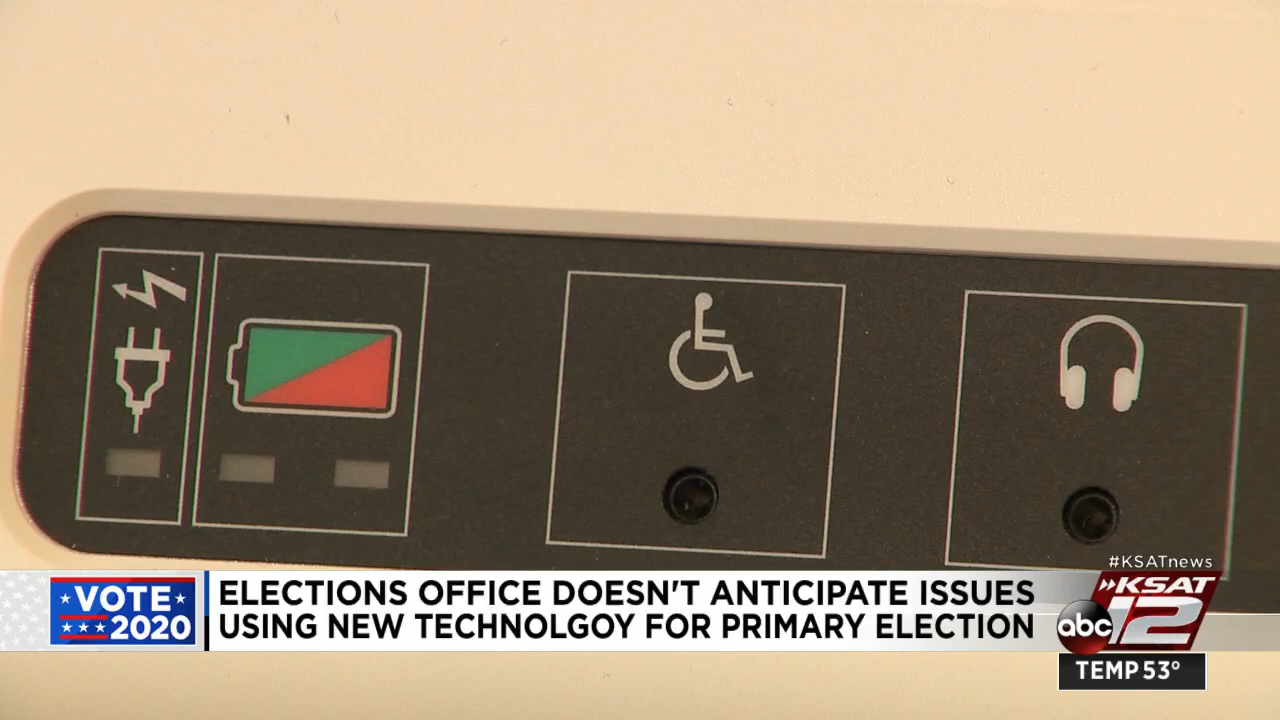 #KSATnews
VOTE
2020
ELECTIONS OFFICE DOESN'T ANTICIPATE ISSUES
USING NEW TECHNOLGOY FOR PRIMARY ELECTION
KSAT
abc 12
TEMP 53°